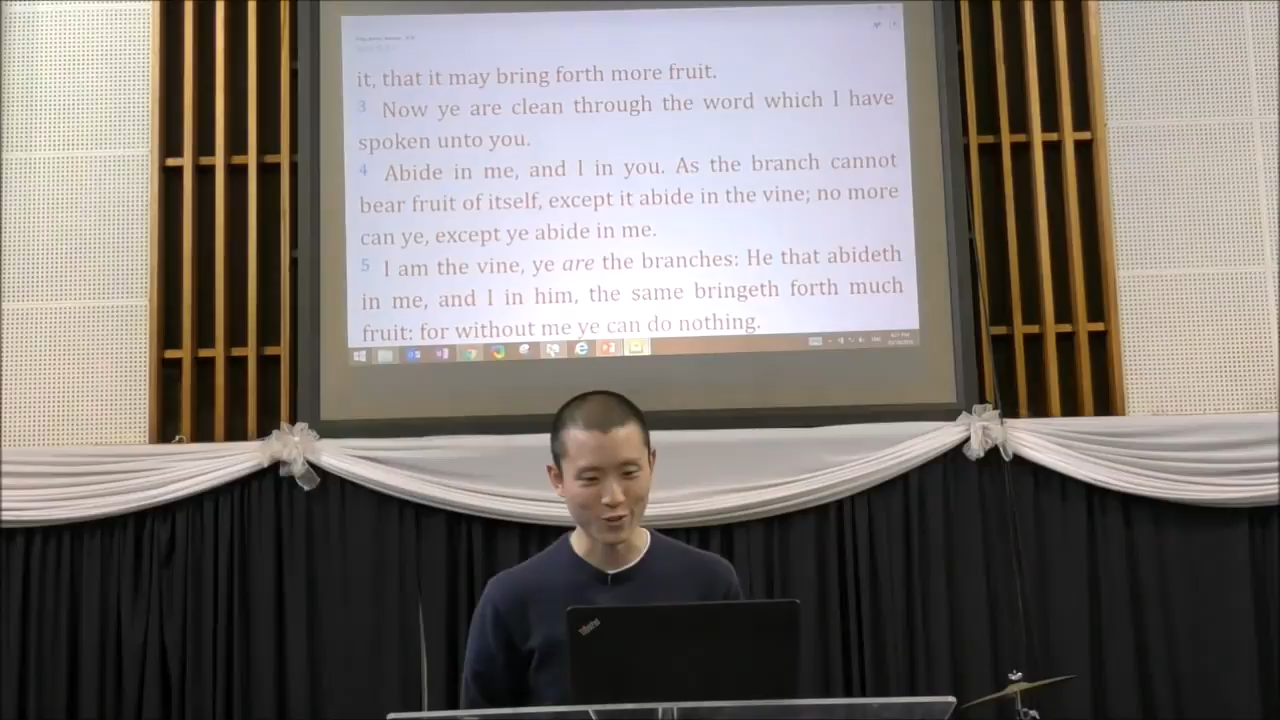 it, that it may bring forth more fruit.
3 Now ye are clean through the word which I have
spoken unto you.
4 Abide in me, and I in you. As the branch cannot
bear fruit of itself, except it abide in the vine; no more
can ye, except ye abide in me.
5 I am the vine, ye are the branches: He that abideth
in me, and I in him, the same bringeth forth much
fruit: for without me ye can do nothing.